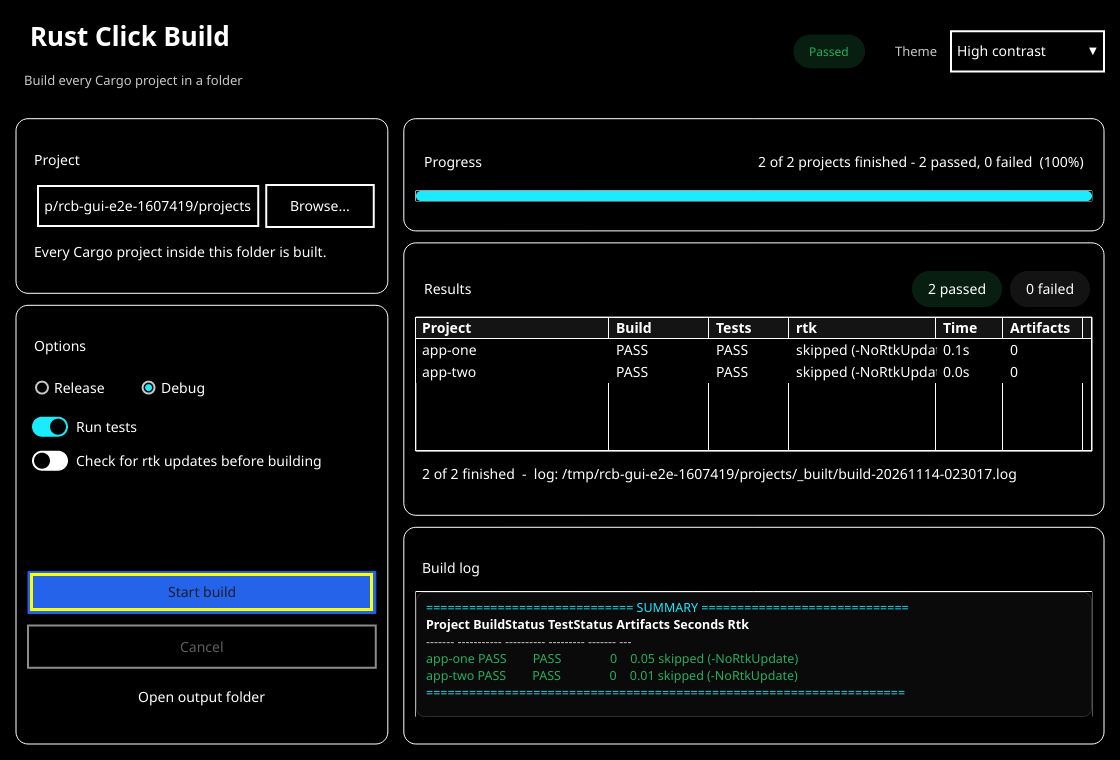 Rust Click Build
Build every Cargo project in a folder
Passed
Theme
High contrast
Project
p/rcb-gui-e2e-1607419/projects
Browse...
Every Cargo project inside this folder is built.
Options
Release
Debug
Run tests
Check for rtk updates before building
Start build
Cancel
Open output folder
Progress
2 of 2 projects finished - 2 passed, 0 failed (100%)
Results
2 passed
0 failed
Project Build Tests rtk Time Artifacts
app-one PASS PASS skipped (-NoRtkUpdat 0.1s 0
app-two PASS PASS skipped (-NoRtkUpdat 0.0s 0
2 of 2 finished - log: /tmp/rcb-gui-e2e-1607419/projects/_built/build-20261114-023017.log
Build log
============================= SUMMARY =============================
Project BuildStatus TestStatus Artifacts Seconds Rtk
------- ----------- ---------- --------- ------- ---
app-one PASS PASS 0 0.05 skipped (-NoRtkUpdate)
app-two PASS PASS 0 0.01 skipped (-NoRtkUpdate)
===================================================================